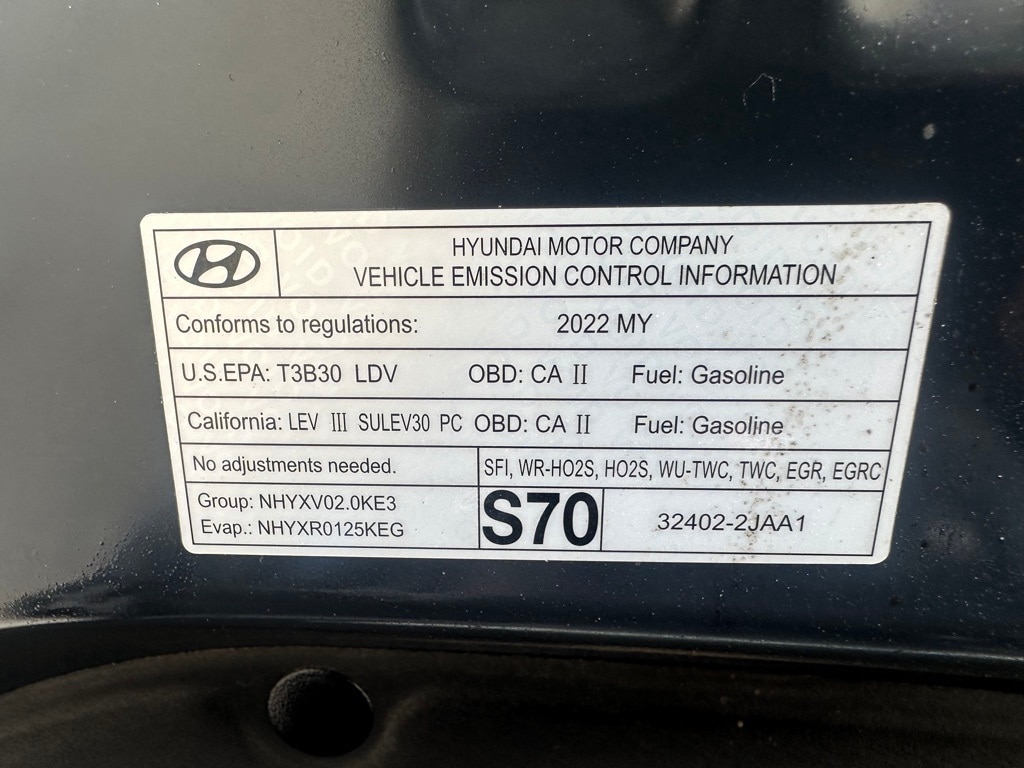 HYUNDAI MOTOR COMPANY
VEHICLE EMISSION CONTROL INFORMATION
Conforms to regulations: 2022 MY
U.S.EPA: T3B30 LDV OBD: CA II Fuel: Gasoline
California: LEV III SULEV30 PC OBD: CA II Fuel: Gasoline
No adjustments needed. SFI, WR-HO2S, HO2S, WU-TWC, TWC, EGR, EGRC
Group: NHYXV02.0KE3
Evap.: NHYXR0125KEG
S70
32402-2JAA1